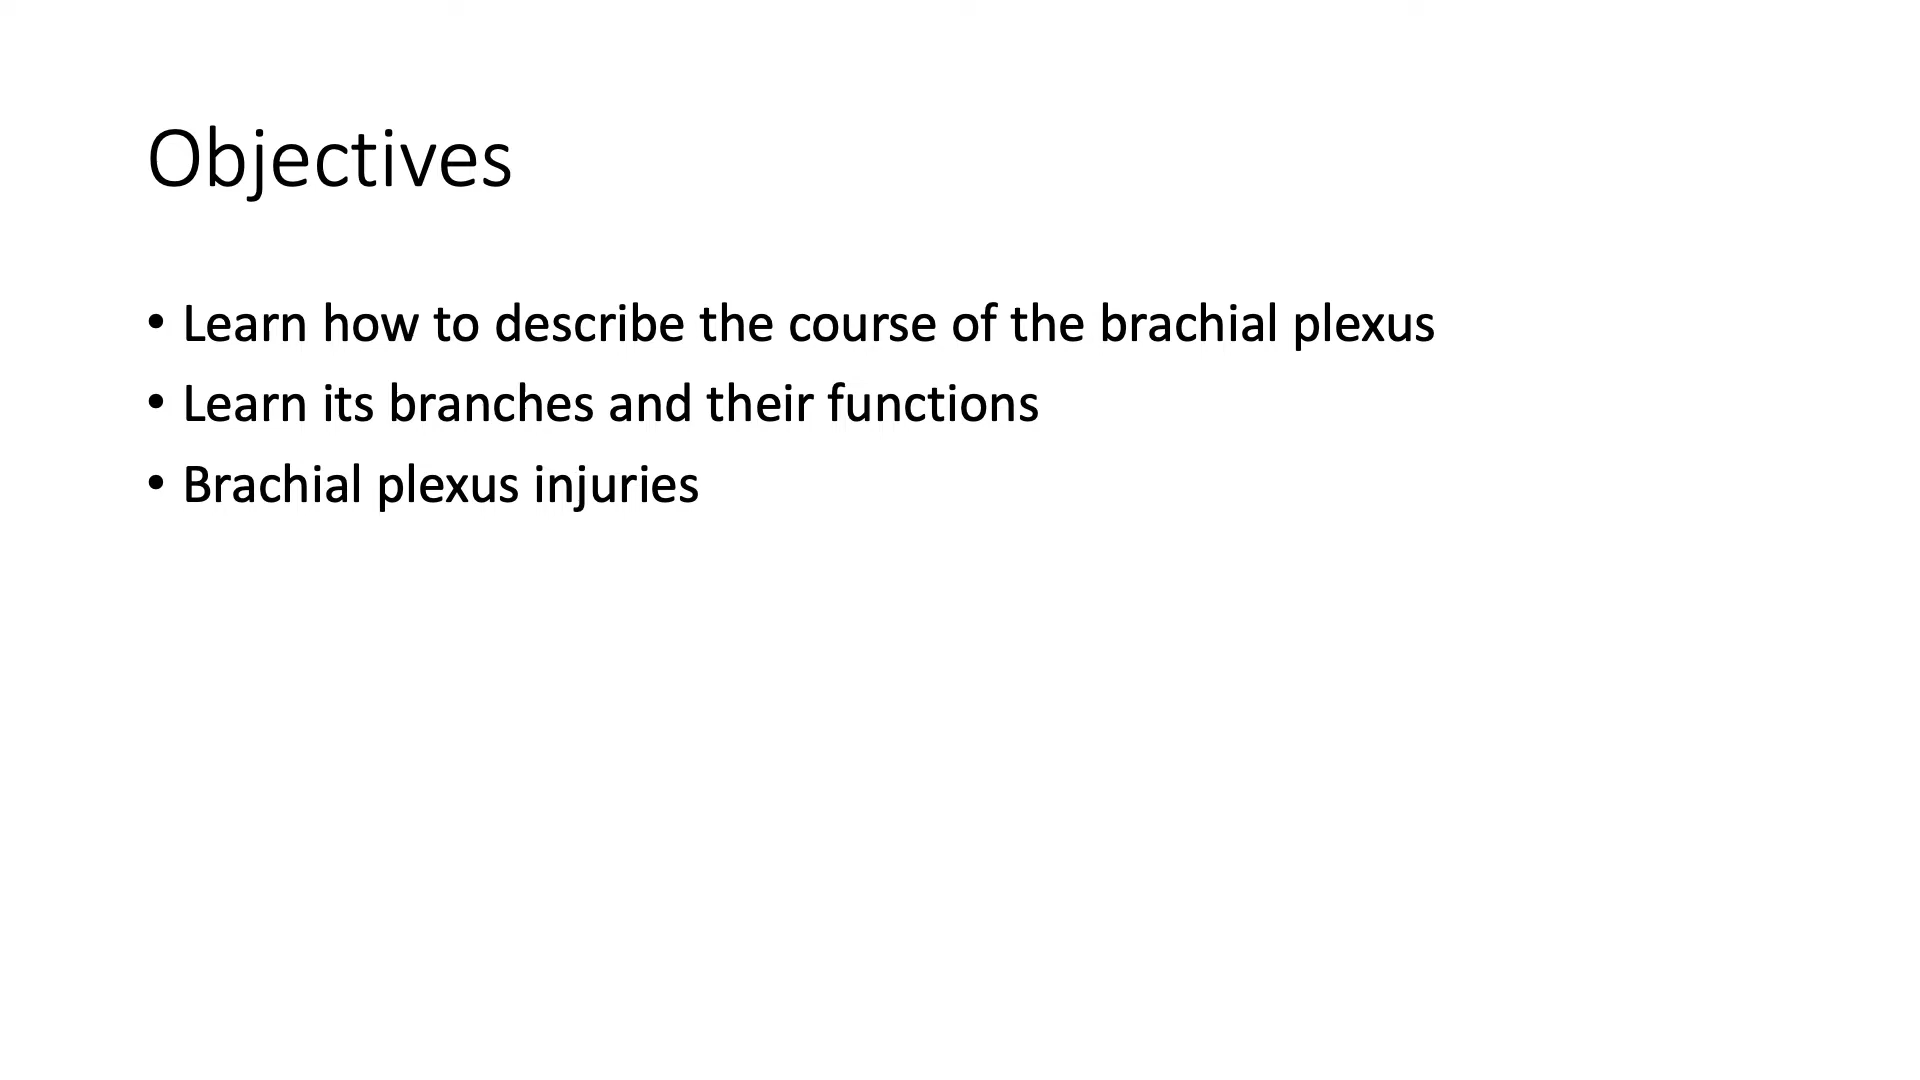 Objectives
• Learn how to describe the course of the brachial plexus
• Learn its branches and their functions
• Brachial plexus injuries